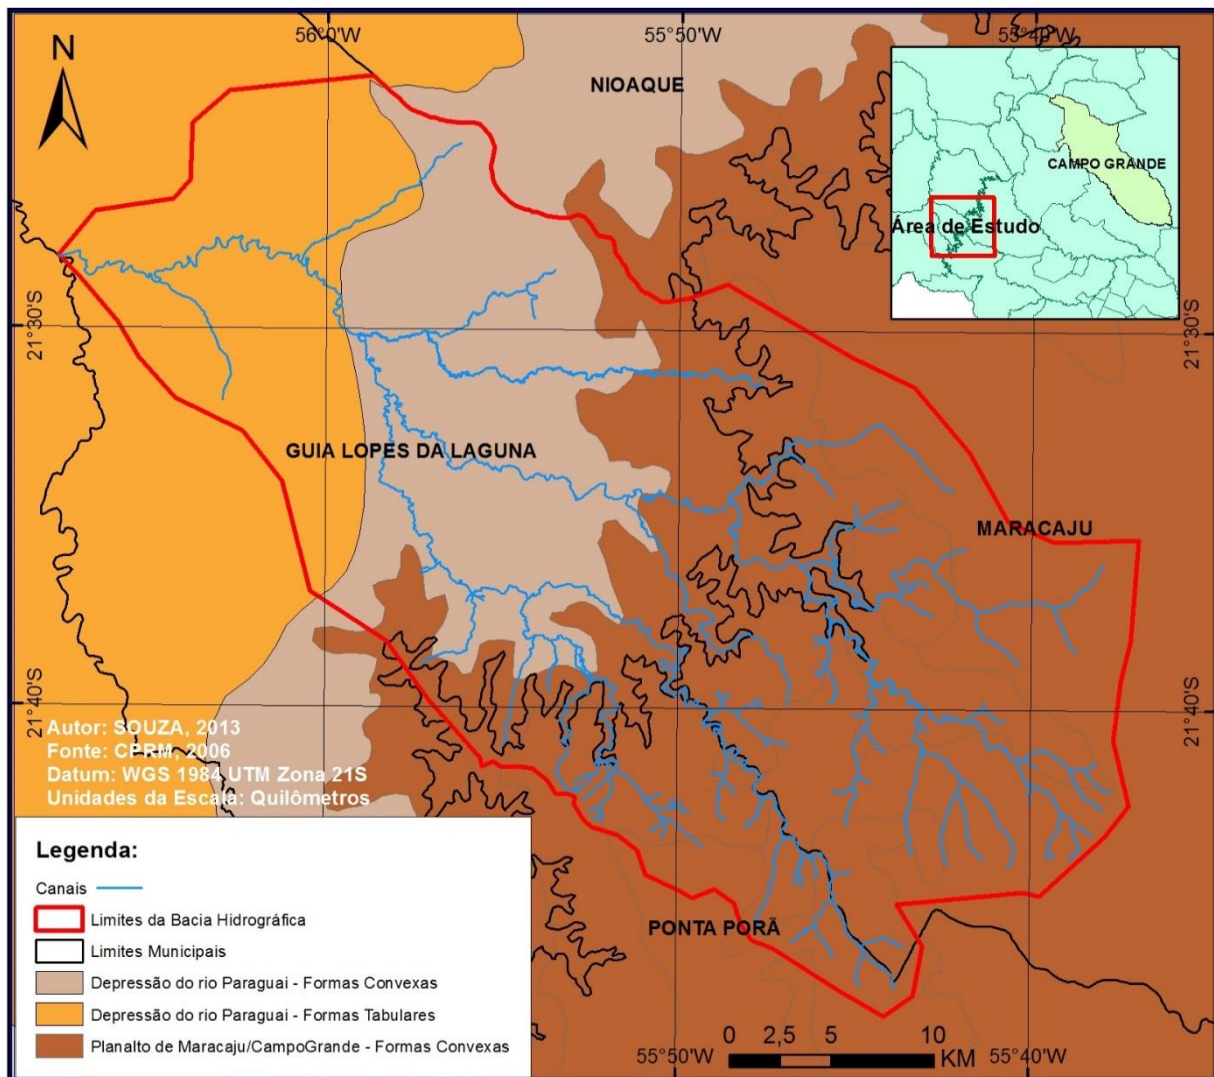 56°0'W
55°50'W
55°40'W
N
NIOAQUE
CAMPO GRANDE
Área de Estudo
21°30'S
21°30'S
GUIA LOPES DA LAGUNA
MARACAJU
21°40'S
21°40'S
Autor: SOUZA, 2013
Fonte: CPRM, 2006
Datum: WGS 1984 UTM Zona 21S
Unidades da Escala: Quilômetros
PONTA PORÃ
Legenda:
Canais
Limites da Bacia Hidrográfica
Limites Municipais
Depressão do rio Paraguai - Formas Convexas
Depressão do rio Paraguai - Formas Tabulares
Planalto de Maracaju/CampoGrande - Formas Convexas
0 2,5 5 10
KM
55°50'W
55°40'W